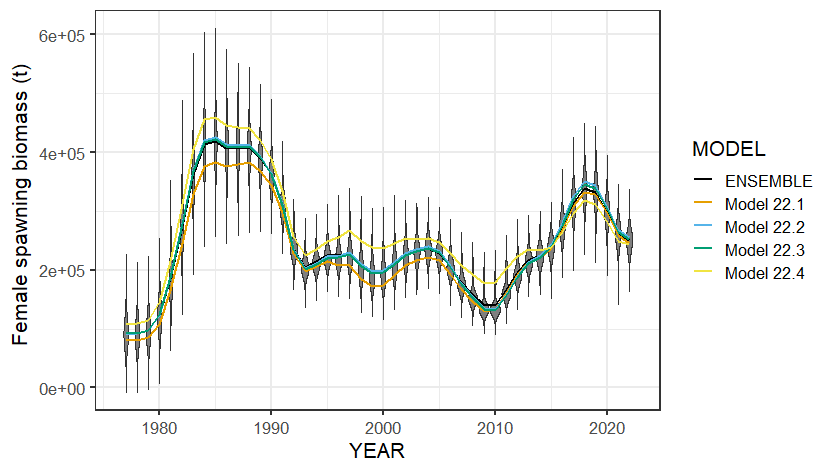 Female spawning biomass (t)
6e+05
4e+05
2e+05
0e+00
1980
1990
2000
2010
2020
YEAR
MODEL
ENSEMBLE
Model 22.1
Model 22.2
Model 22.3
Model 22.4